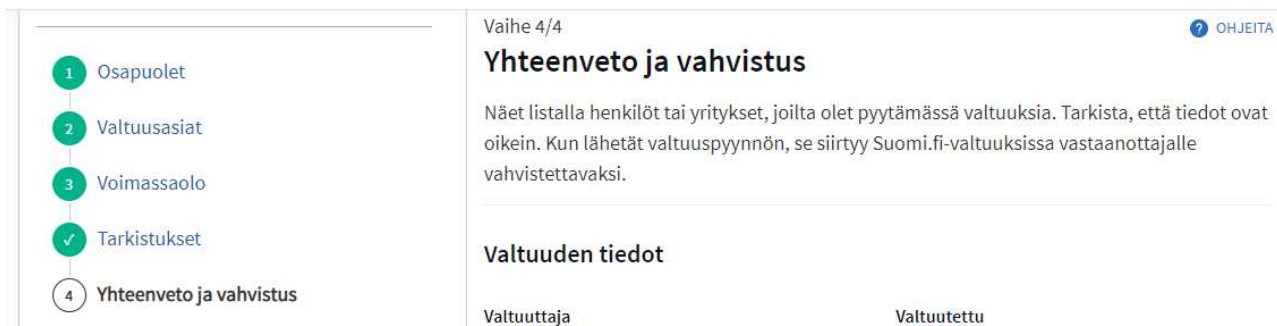 1 Osapuolet
2 Valtuusasiat
3 Voimassaolo
✓ Tarkistukset
4 Yhteenveto ja vahvistus
Vaihe 4/4
? OHJEITA
Yhteenveto ja vahvistus
Näet listalla henkilöt tai yritykset, joilta olet pyytämässä valtuuksia. Tarkista, että tiedot ovat
oikein. Kun lähetät valtuuspyynnön, se siirtyy Suomi.fi-valtuuksissa vastaanottajalle
vahvistettavaksi.
Valtuuden tiedot
Valtuuttaja
Valtuutettu